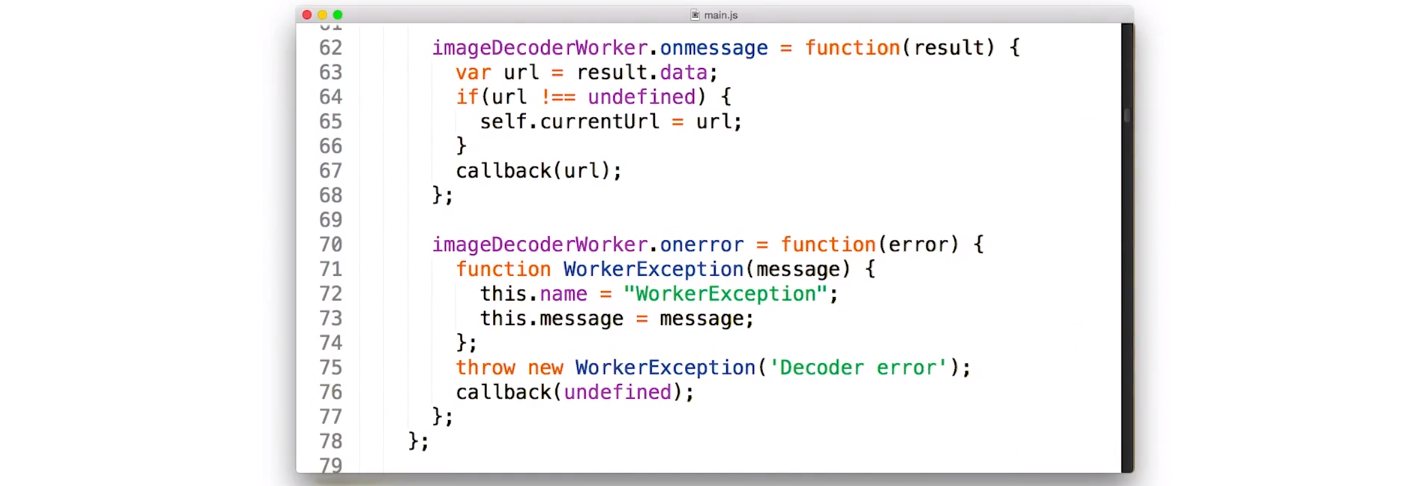 main.js
61
62 imageDecoderWorker.onmessage = function(result) {
63 var url = result.data;
64 if(url !== undefined) {
65 self.currentUrl = url;
66 }
67 callback(url);
68 };
69
70 imageDecoderWorker.onerror = function(error) {
71 function WorkerException(message) {
72 this.name = "WorkerException";
73 this.message = message;
74 };
75 throw new WorkerException('Decoder error');
76 callback(undefined);
77 };
78 };
79